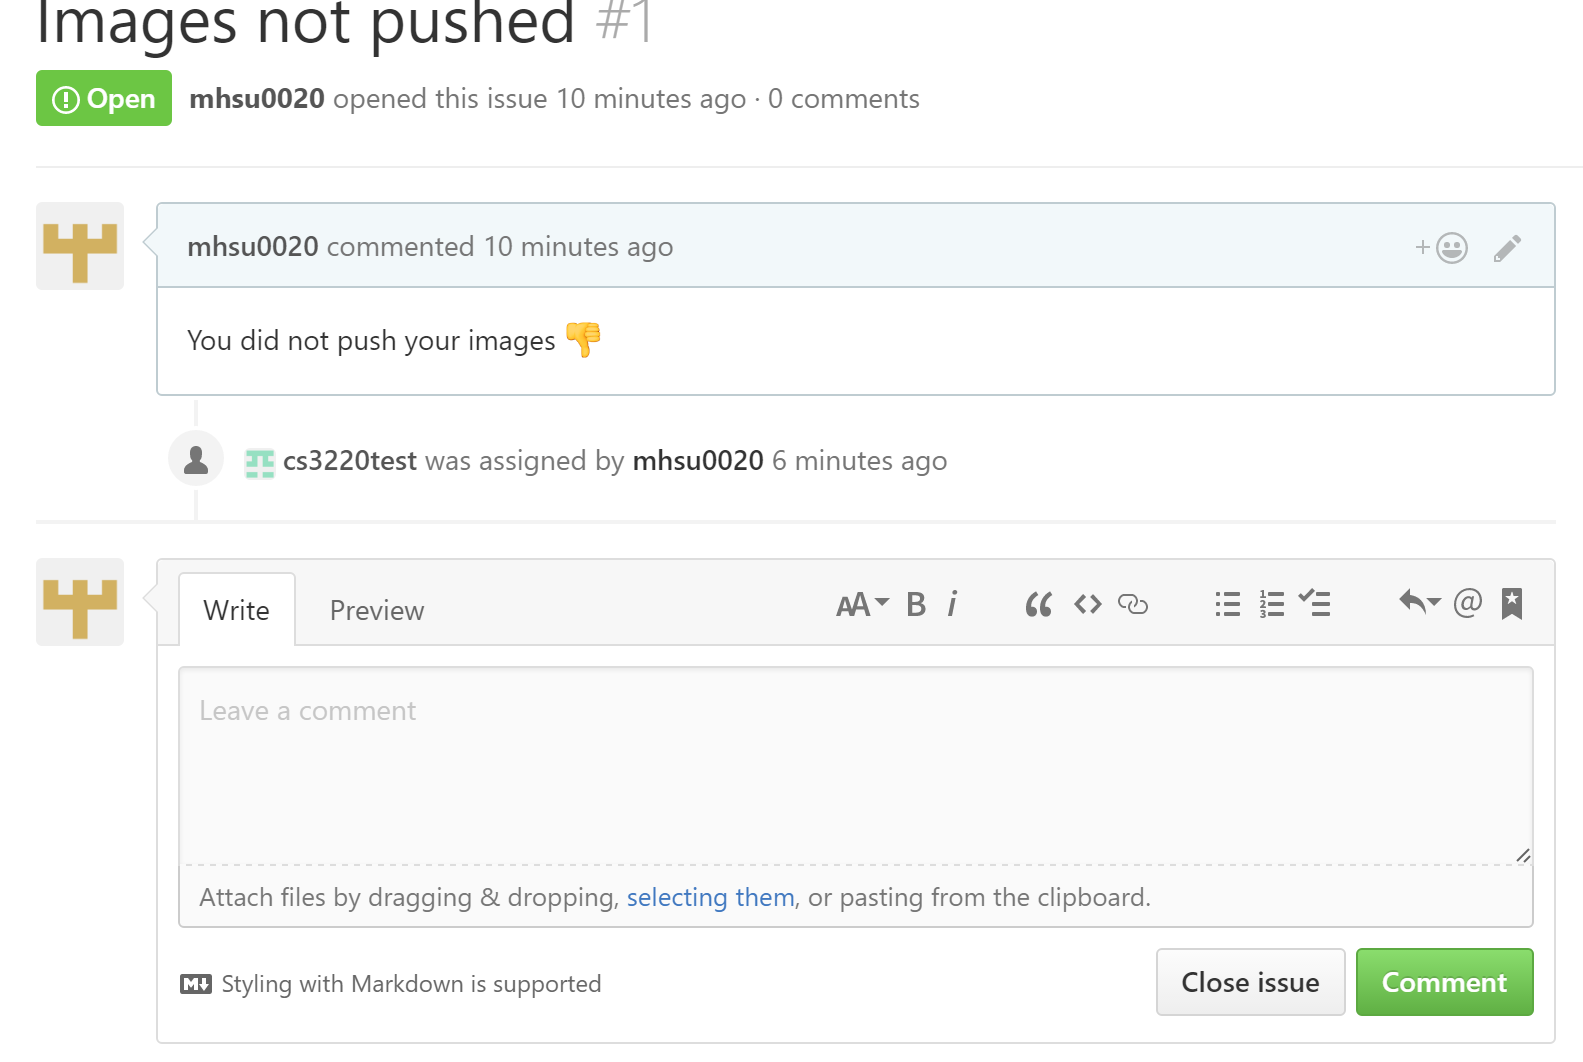 Images not pushed #1
Open mhsu0020 opened this issue 10 minutes ago · 0 comments
mhsu0020 commented 10 minutes ago
You did not push your images 👎
cs3220test was assigned by mhsu0020 6 minutes ago
Write Preview AA B i
Leave a comment
Attach files by dragging & dropping, selecting them, or pasting from the clipboard.
M↓ Styling with Markdown is supported Close issue Comment